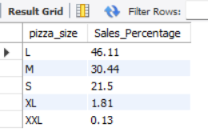 Result Grid Filter Rows:
pizza_size Sales_Percentage
L 46.11
M 30.44
S 21.5
XL 1.81
XXL 0.13